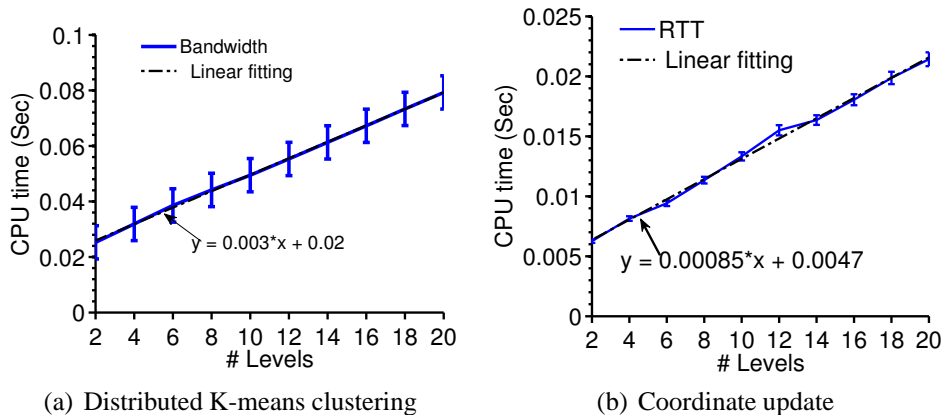 0.1
0.08
0.06
0.04
0.02
0
CPU time (Sec)
Bandwidth
Linear fitting
y = 0.003*x + 0.02
2 4 6 8 10 12 14 16 18 20
# Levels
(a) Distributed K-means clustering
0.025
0.02
0.015
0.01
0.005
0
CPU time (Sec)
RTT
Linear fitting
y = 0.00085*x + 0.0047
2 4 6 8 10 12 14 16 18 20
# Levels
(b) Coordinate update